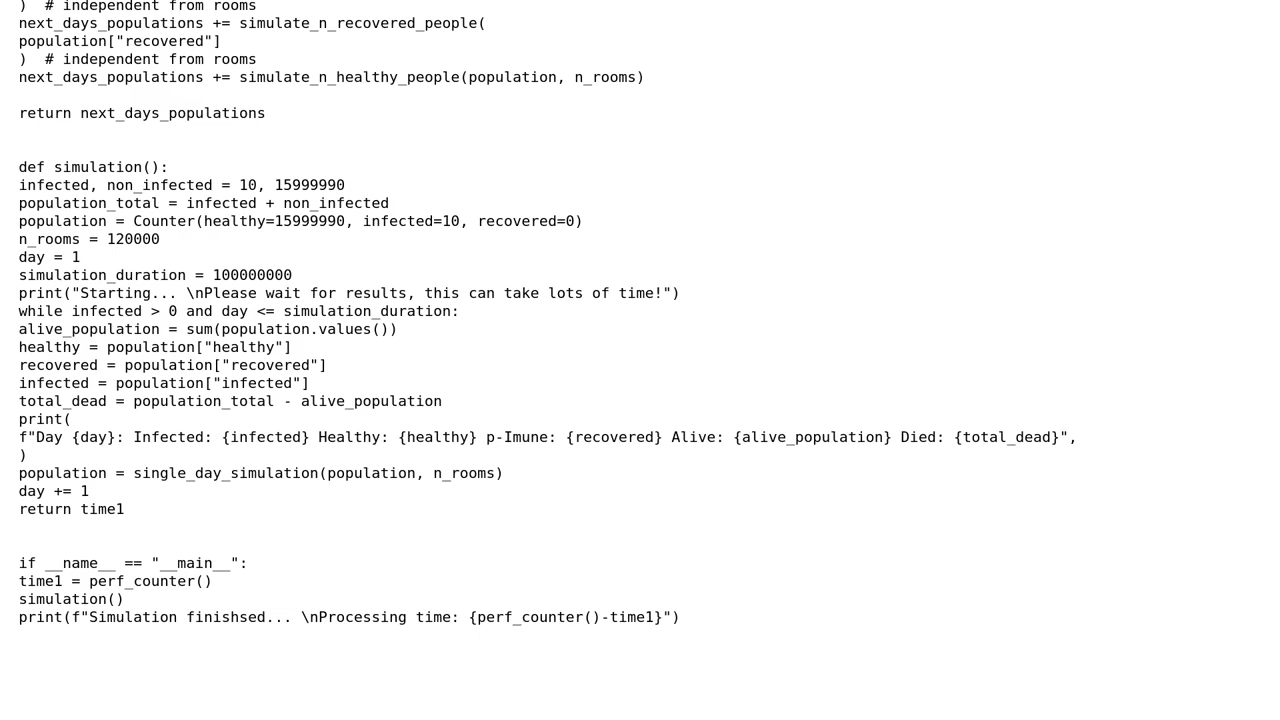 )  # independent from rooms
next_days_populations += simulate_n_recovered_people(
population["recovered"]
)  # independent from rooms
next_days_populations += simulate_n_healthy_people(population, n_rooms)

return next_days_populations


def simulation():
infected, non_infected = 10, 15999990
population_total = infected + non_infected
population = Counter(healthy=15999990, infected=10, recovered=0)
n_rooms = 120000
day = 1
simulation_duration = 100000000
print("Starting... \nPlease wait for results, this can take lots of time!")
while infected > 0 and day <= simulation_duration:
alive_population = sum(population.values())
healthy = population["healthy"]
recovered = population["recovered"]
infected = population["infected"]
total_dead = population_total - alive_population
print(
f"Day {day}: Infected: {infected} Healthy: {healthy} p-Imune: {recovered} Alive: {alive_population} Died: {total_dead}",
)
population = single_day_simulation(population, n_rooms)
day += 1
return time1


if __name__ == "__main__":
time1 = perf_counter()
simulation()
print(f"Simulation finishsed... \nProcessing time: {perf_counter()-time1}")